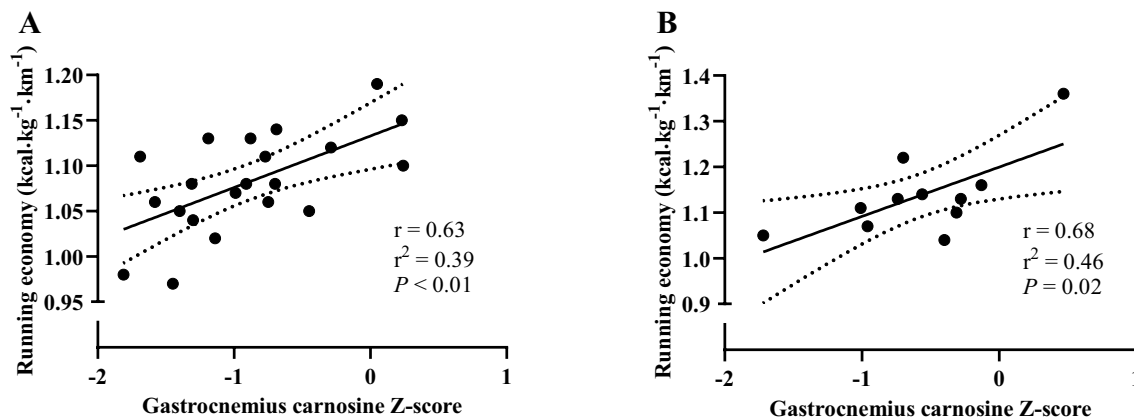 A
Running economy (kcal·kg⁻¹·km⁻¹)
1.20
1.15
1.10
1.05
1.00
0.95
r = 0.63
r² = 0.39
P < 0.01
-2
-1
0
1
Gastrocnemius carnosine Z-score
B
Running economy (kcal·kg⁻¹·km⁻¹)
1.4
1.3
1.2
1.1
1.0
0.9
r = 0.68
r² = 0.46
P = 0.02
-2
-1
0
1
Gastrocnemius carnosine Z-score